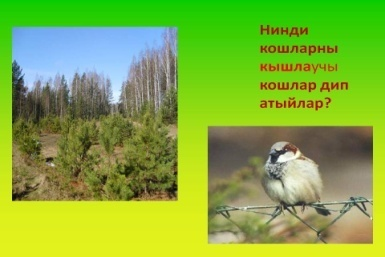 Нинди
кошларны
кышлаучы
кошлар дип
атыйлар?